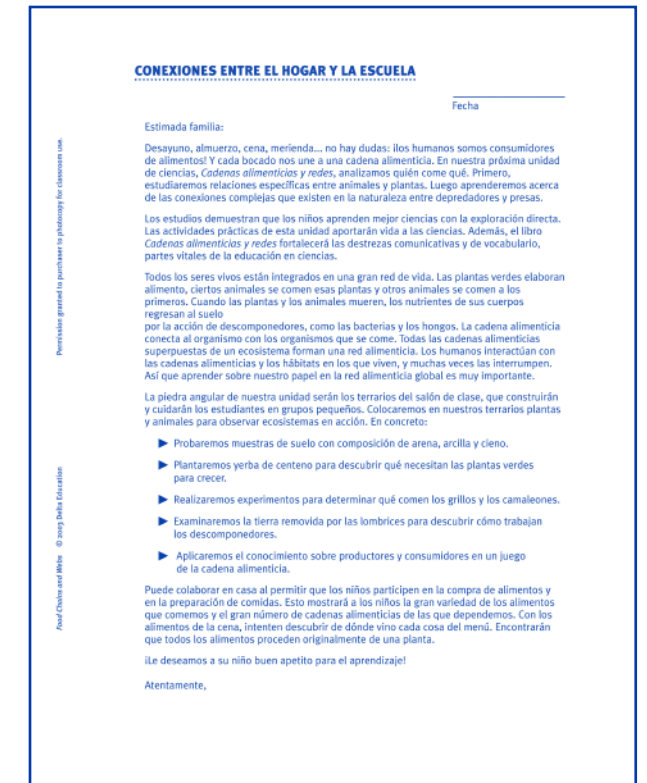 CONEXIONES ENTRE EL HOGAR Y LA ESCUELA
Fecha
Estimada familia:
Desayuno, almuerzo, cena, merienda... no hay dudas: ¡los humanos somos consumidores
de alimentos! Y cada bocado nos une a una cadena alimenticia. En nuestra próxima unidad
de ciencias, Cadenas alimenticias y redes, analizamos quién come qué. Primero,
estudiaremos relaciones específicas entre animales y plantas. Luego aprenderemos acerca
de las conexiones complejas que existen en la naturaleza entre depredadores y presas.
Los estudios demuestran que los niños aprenden mejor ciencias con la exploración directa.
Las actividades prácticas de esta unidad aportarán vida a las ciencias. Además, el libro
Cadenas alimenticias y redes fortalecerá las destrezas comunicativas y de vocabulario,
partes vitales de la educación en ciencias.
Todos los seres vivos están integrados en una gran red de vida. Las plantas verdes elaboran
alimento, ciertos animales se comen esas plantas y otros animales se comen a los
primeros. Cuando las plantas y los animales mueren, los nutrientes de sus cuerpos
regresan al suelo
por la acción de descomponedores, como las bacterias y los hongos. La cadena alimenticia
conecta al organismo con los organismos que se come. Todas las cadenas alimenticias
superpuestas de un ecosistema forman una red alimenticia. Los humanos interactúan con
las cadenas alimenticias y los hábitats en los que viven, y muchas veces las interrumpen.
Así que aprender sobre nuestro papel en la red alimenticia global es muy importante.
La piedra angular de nuestra unidad serán los terrarios del salón de clase, que construirán
y cuidarán los estudiantes en grupos pequeños. Colocaremos en nuestros terrarios plantas
y animales para observar ecosistemas en acción. En concreto:
▶ Probaremos muestras de suelo con composición de arena, arcilla y cieno.
▶ Plantaremos yerba de centeno para descubrir qué necesitan las plantas verdes
para crecer.
▶ Realizaremos experimentos para determinar qué comen los grillos y los camaleones.
▶ Examinaremos la tierra removida por las lombrices para descubrir cómo trabajan
los descomponedores.
▶ Aplicaremos el conocimiento sobre productores y consumidores en un juego
de la cadena alimenticia.
Puede colaborar en casa al permitir que los niños participen en la compra de alimentos y
en la preparación de comidas. Esto mostrará a los niños la gran variedad de los alimentos
que comemos y el gran número de cadenas alimenticias de las que dependemos. Con los
alimentos de la cena, intenten descubrir de dónde vino cada cosa del menú. Encontrarán
que todos los alimentos proceden originalmente de una planta.
¡Le deseamos a su niño buen apetito para el aprendizaje!
Atentamente,
Permission granted to purchaser to photocopy for classroom use.
Food Chains and Webs © 2003 Delta Education